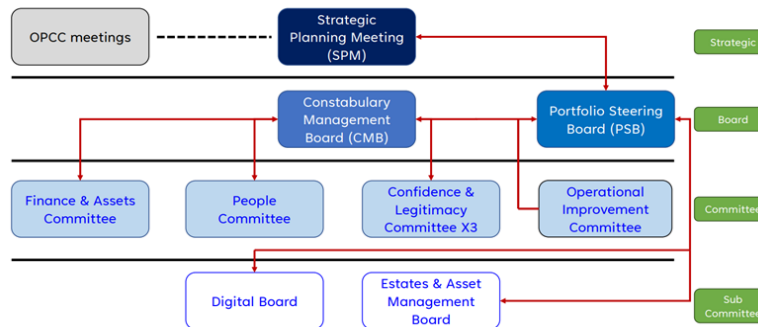 OPCC meetings
Strategic
Planning Meeting
(SPM)
Strategic
Constabulary
Management
Board (CMB)
Portfolio Steering
Board (PSB)
Board
Finance & Assets
Committee
People
Committee
Confidence &
Legitimacy
Committee X3
Operational
Improvement
Committee
Committee
Digital Board
Estates & Asset
Management
Board
Sub
Committee